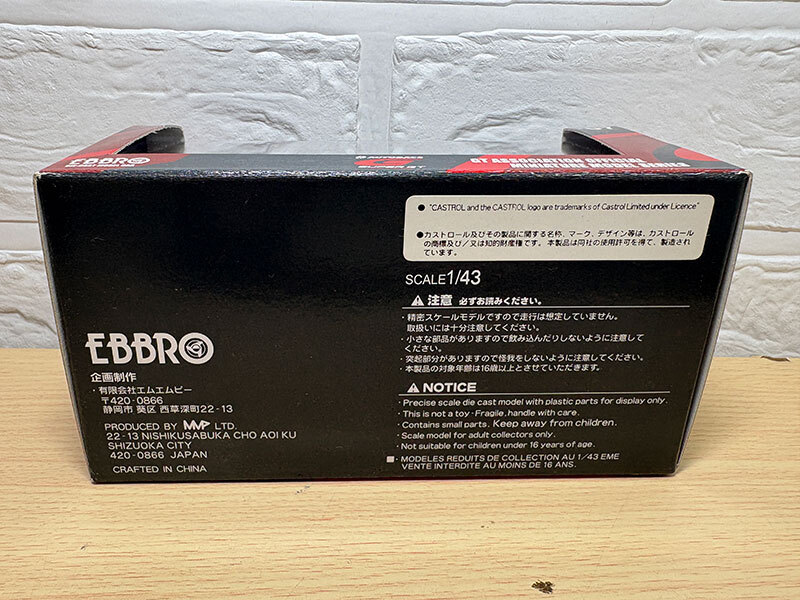 EBBRO
AUTOBACS
GT ASSOCIATION OFFICIAL
MINIATURE MODEL SERIES
● "CASTROL and the CASTROL logo are trademarks of Castrol Limited under Licence"
●カストロール及びその製品に関する名称、マーク、デザイン等は、カストロール
の商標及び/又は知的財産権です。本製品は同社の使用許可を得て、製造され
ています。
SCALE1/43
注意 必ずお読みください。
・精密スケールモデルですので走行は想定していません。
取扱いには十分注意してください。
・小さな部品がありますので飲み込んだりしないように注意して
ください。
・突起部分がありますので怪我をしないように注意してください。
・本製品の対象年齢は16歳以上とさせていただきます。
NOTICE
・Precise scale die cast model with plastic parts for display only.
・This is not a toy・Fragile, handle with care.
・Contains small parts. Keep away from children.
・Scale model for adult collectors only.
・Not suitable for children under 16 years of age.
・MODELES REDUITS DE COLLECTION AU 1/43 EME
VENTE INTERDITE AU MOINS DE 16 ANS.
EBBRO
企画制作
・有限会社エムエムピー
〒420-0866
静岡市 葵区 西草深町22-13
PRODUCED BY MMP LTD.
22-13 NISHIKUSABUKA CHO AOI KU
SHIZUOKA CITY
420-0866 JAPAN
CRAFTED IN CHINA